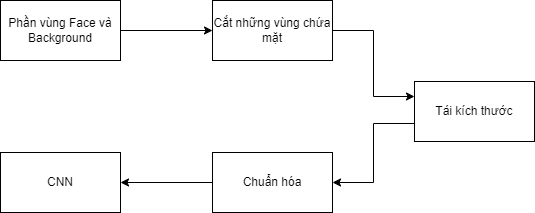 Phần vùng Face và
Background
Cắt những vùng chứa
mặt
Tái kích thước
CNN
Chuẩn hóa